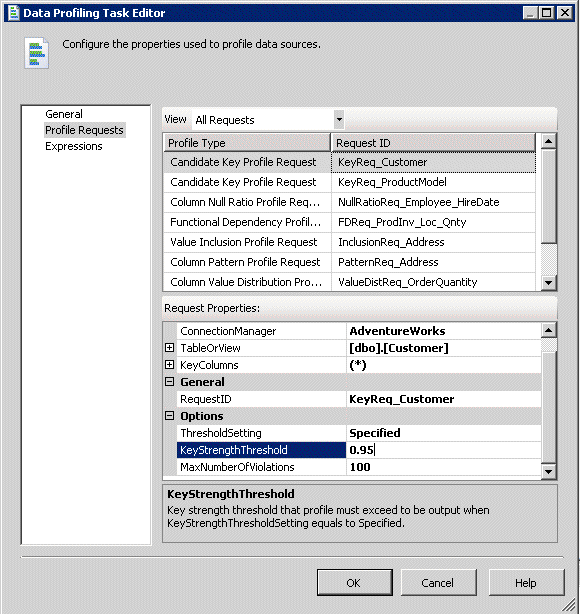 Data Profiling Task Editor
Configure the properties used to profile data sources.
General
Profile Requests
Expressions
View All Requests
Profile Type Request ID
Candidate Key Profile Request KeyReq_Customer
Candidate Key Profile Request KeyReq_ProductModel
Column Null Ratio Profile Req... NullRatioReq_Employee_HireDate
Functional Dependency Profil... FDReq_ProdInv_Loc_Qnty
Value Inclusion Profile Request InclusionReq_Address
Column Pattern Profile Request PatternReq_Address
Column Value Distribution Pro... ValueDistReq_OrderQuantity
Request Properties:
ConnectionManager AdventureWorks
TableOrView [dbo].[Customer]
KeyColumns (*)
General
RequestID KeyReq_Customer
Options
ThresholdSetting Specified
KeyStrengthThreshold 0.95
MaxNumberOfViolations 100
KeyStrengthThreshold
Key strength threshold that profile must exceed to be output when
KeyStrengthThresholdSetting equals to Specified.
OK Cancel Help